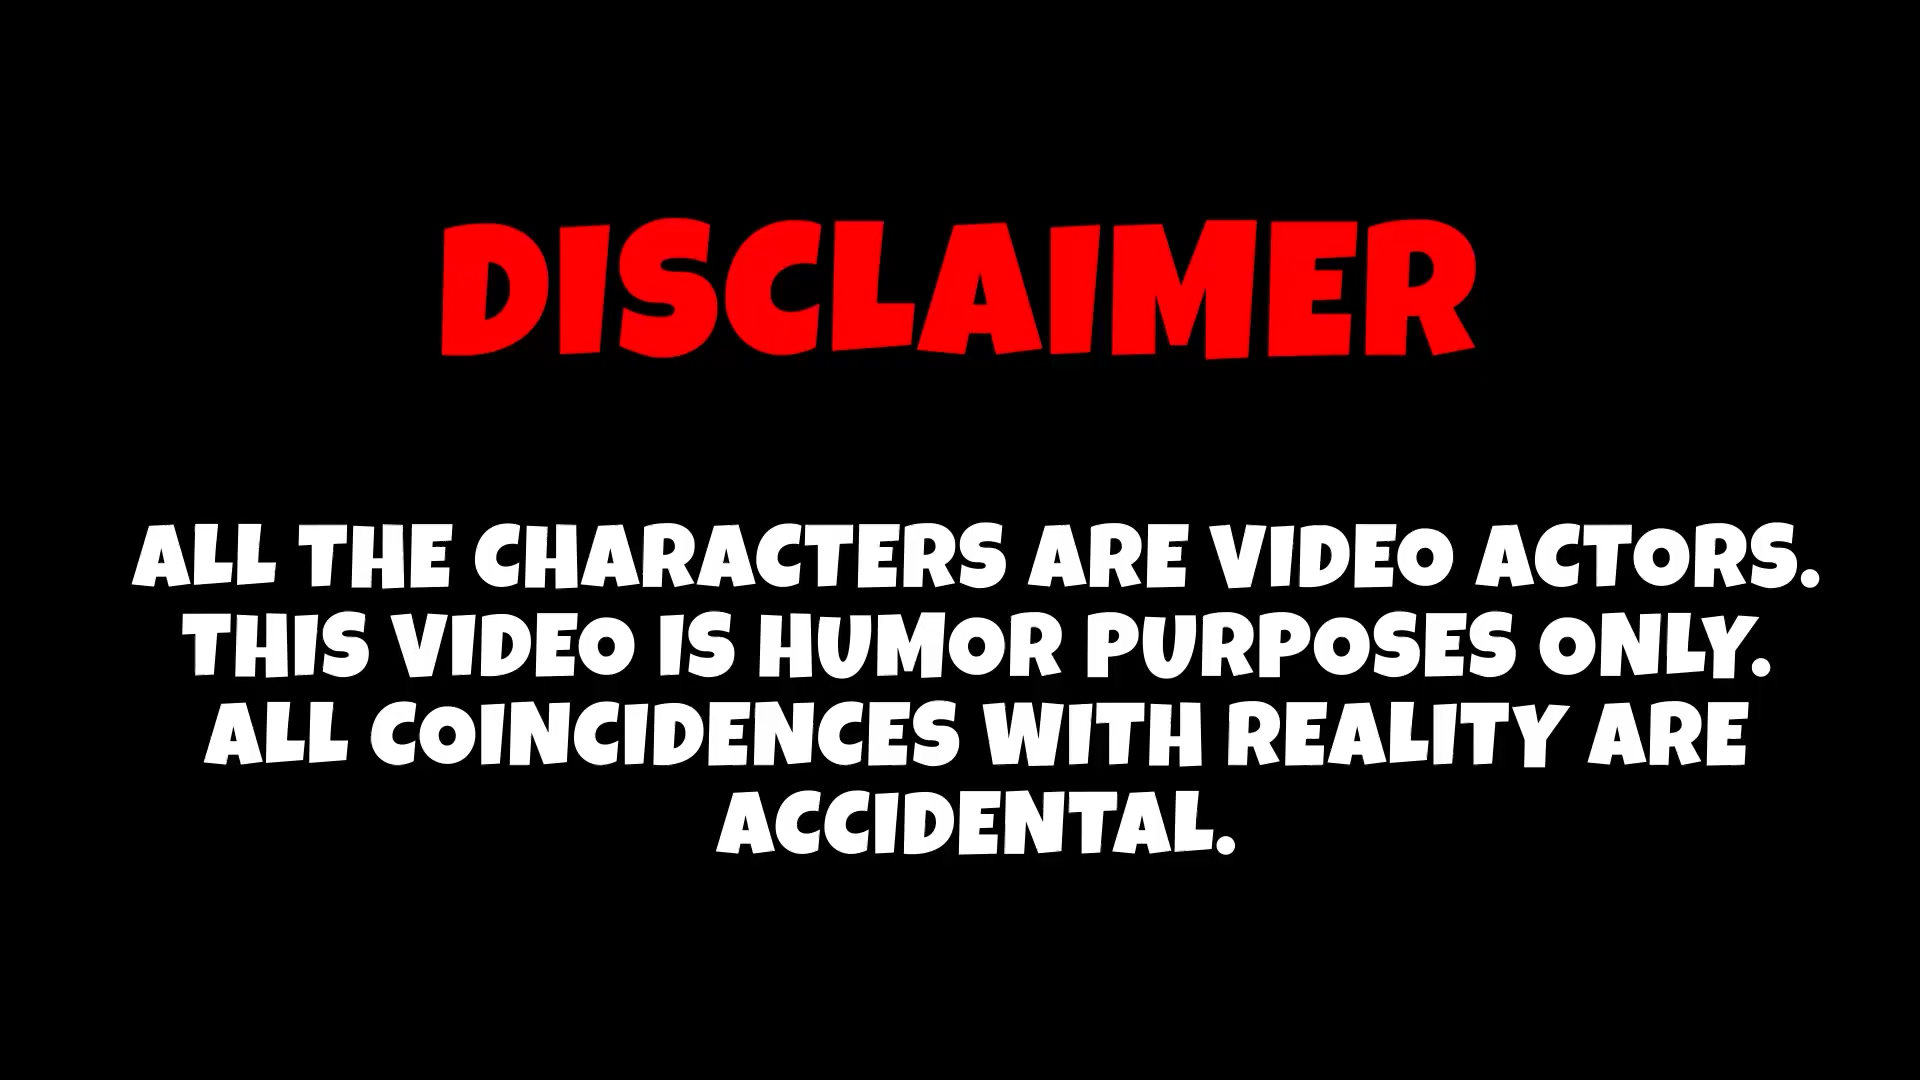 DISCLAIMER
ALL THE CHARACTERS ARE VIDEO ACTORS.
THIS VIDEO IS HUMOR PURPOSES ONLY.
ALL COINCIDENCES WITH REALITY ARE
ACCIDENTAL.